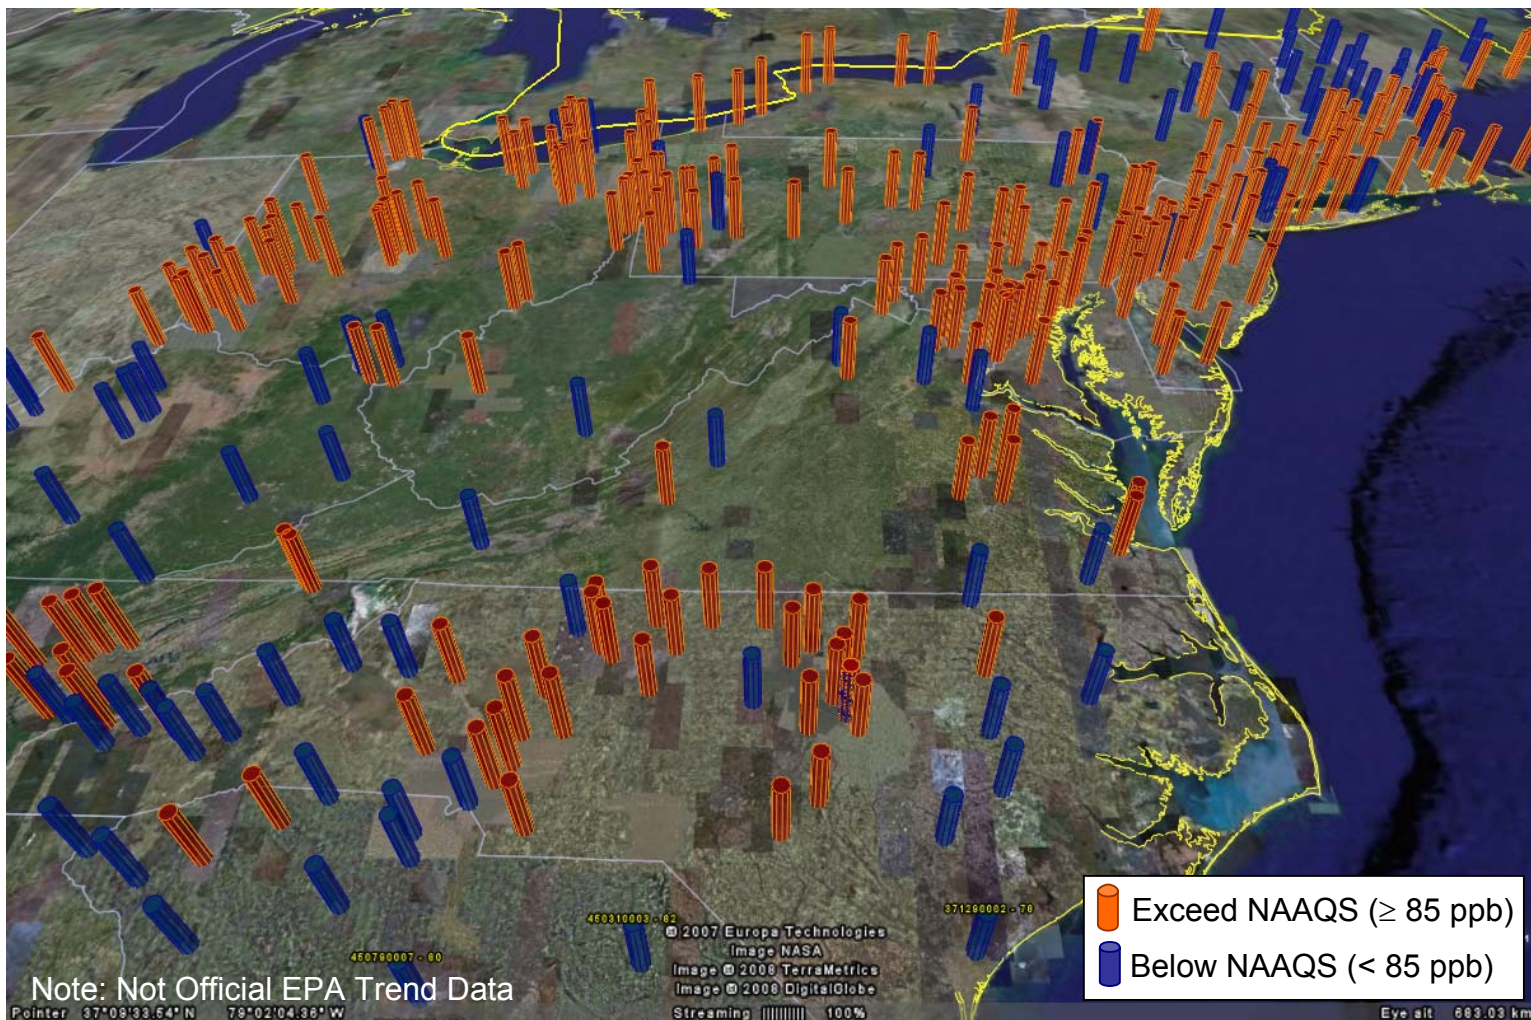 450310003 - 82
371290002 - 78
Exceed NAAQS (≥ 85 ppb)
© 2007 Europa Technologies
Image NASA
450790007 - 80
Image © 2008 TerraMetrics
Below NAAQS (< 85 ppb)
Image © 2008 DigitalGlobe
Note: Not Official EPA Trend Data
Pointer 37°09'33.54" N 79°02'04.36" W
Streaming |||||||||| 100%
Eye alt 683.03 km